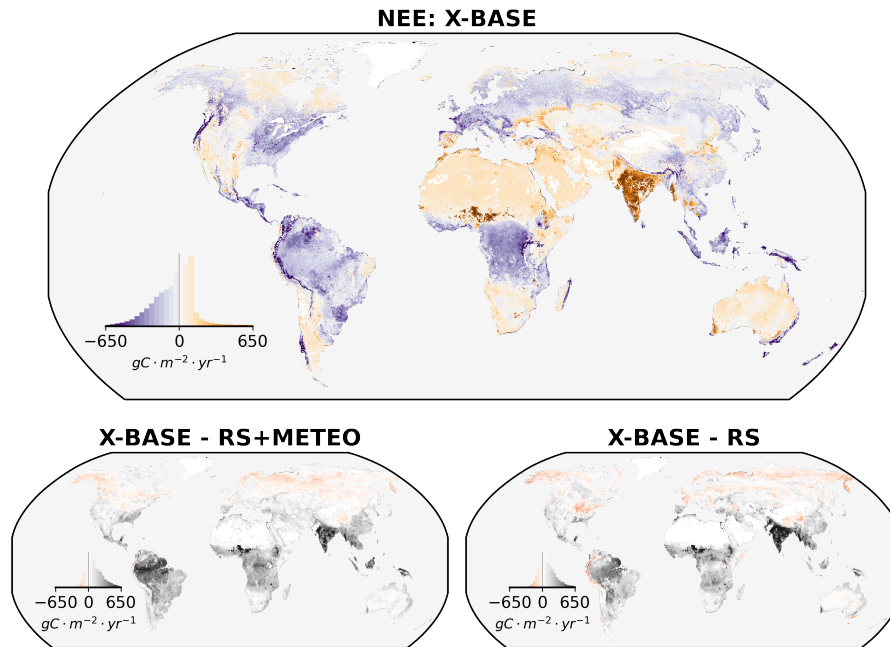 NEE: X-BASE
−650 0 650
gC · m⁻² · yr⁻¹
X-BASE - RS+METEO
X-BASE - RS
−650 0 650
gC · m⁻² · yr⁻¹
−650 0 650
gC · m⁻² · yr⁻¹